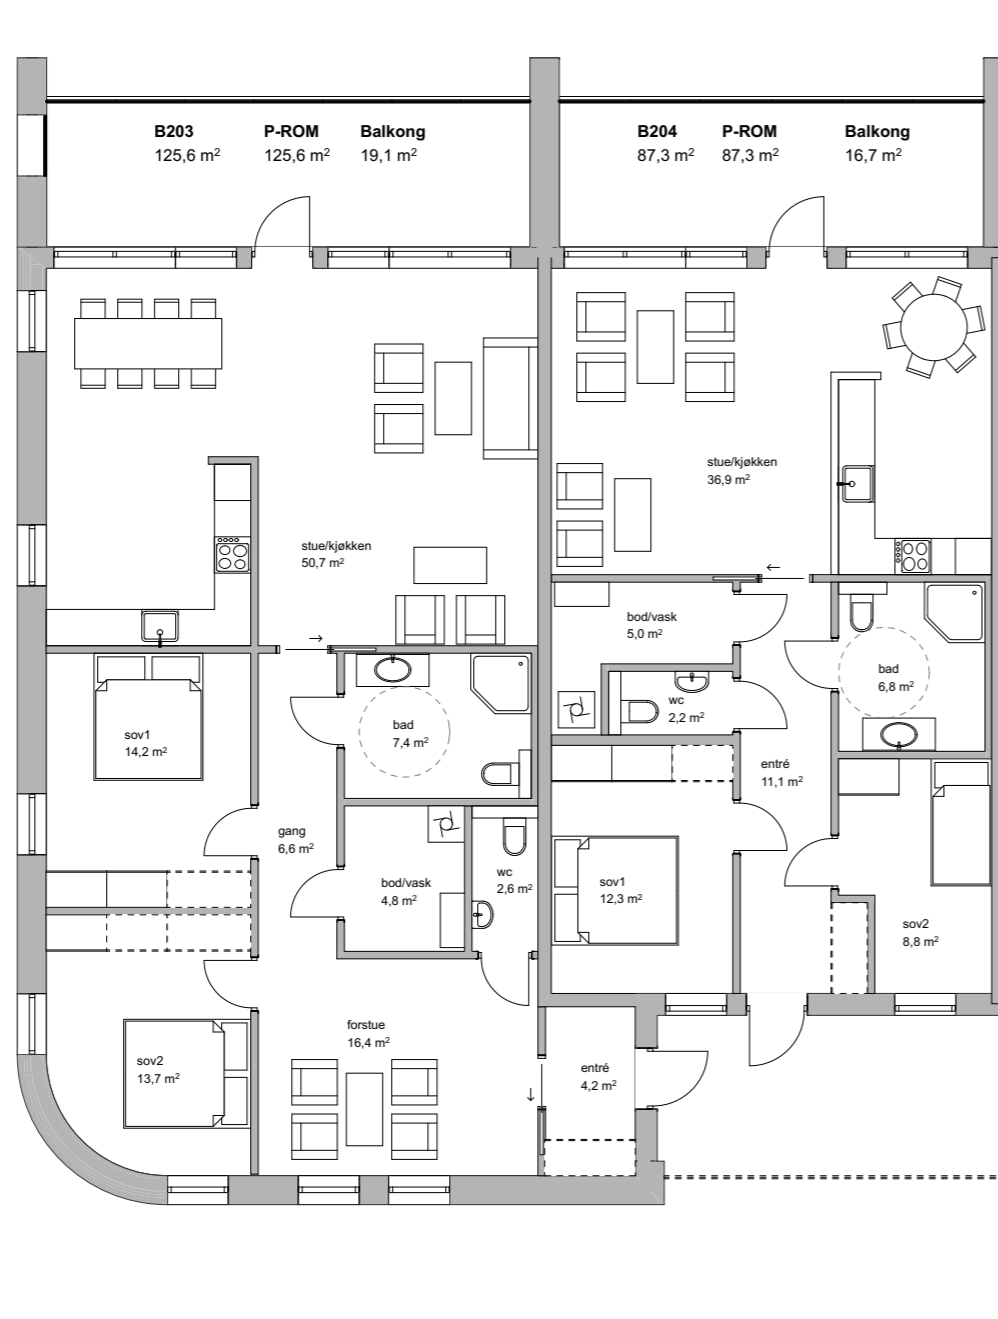 B203 P-ROM Balkong
125,6 m² 125,6 m² 19,1 m²
B204 P-ROM Balkong
87,3 m² 87,3 m² 16,7 m²
stue/kjøkken
36,9 m²
stue/kjøkken
50,7 m²
bod/vask
5,0 m²
bad
6,8 m²
wc
2,2 m²
sov1
14,2 m²
bad
7,4 m²
entré
11,1 m²
gang
6,6 m²
bod/vask
4,8 m²
wc
2,6 m²
sov1
12,3 m²
sov2
8,8 m²
forstue
16,4 m²
sov2
13,7 m²
entré
4,2 m²